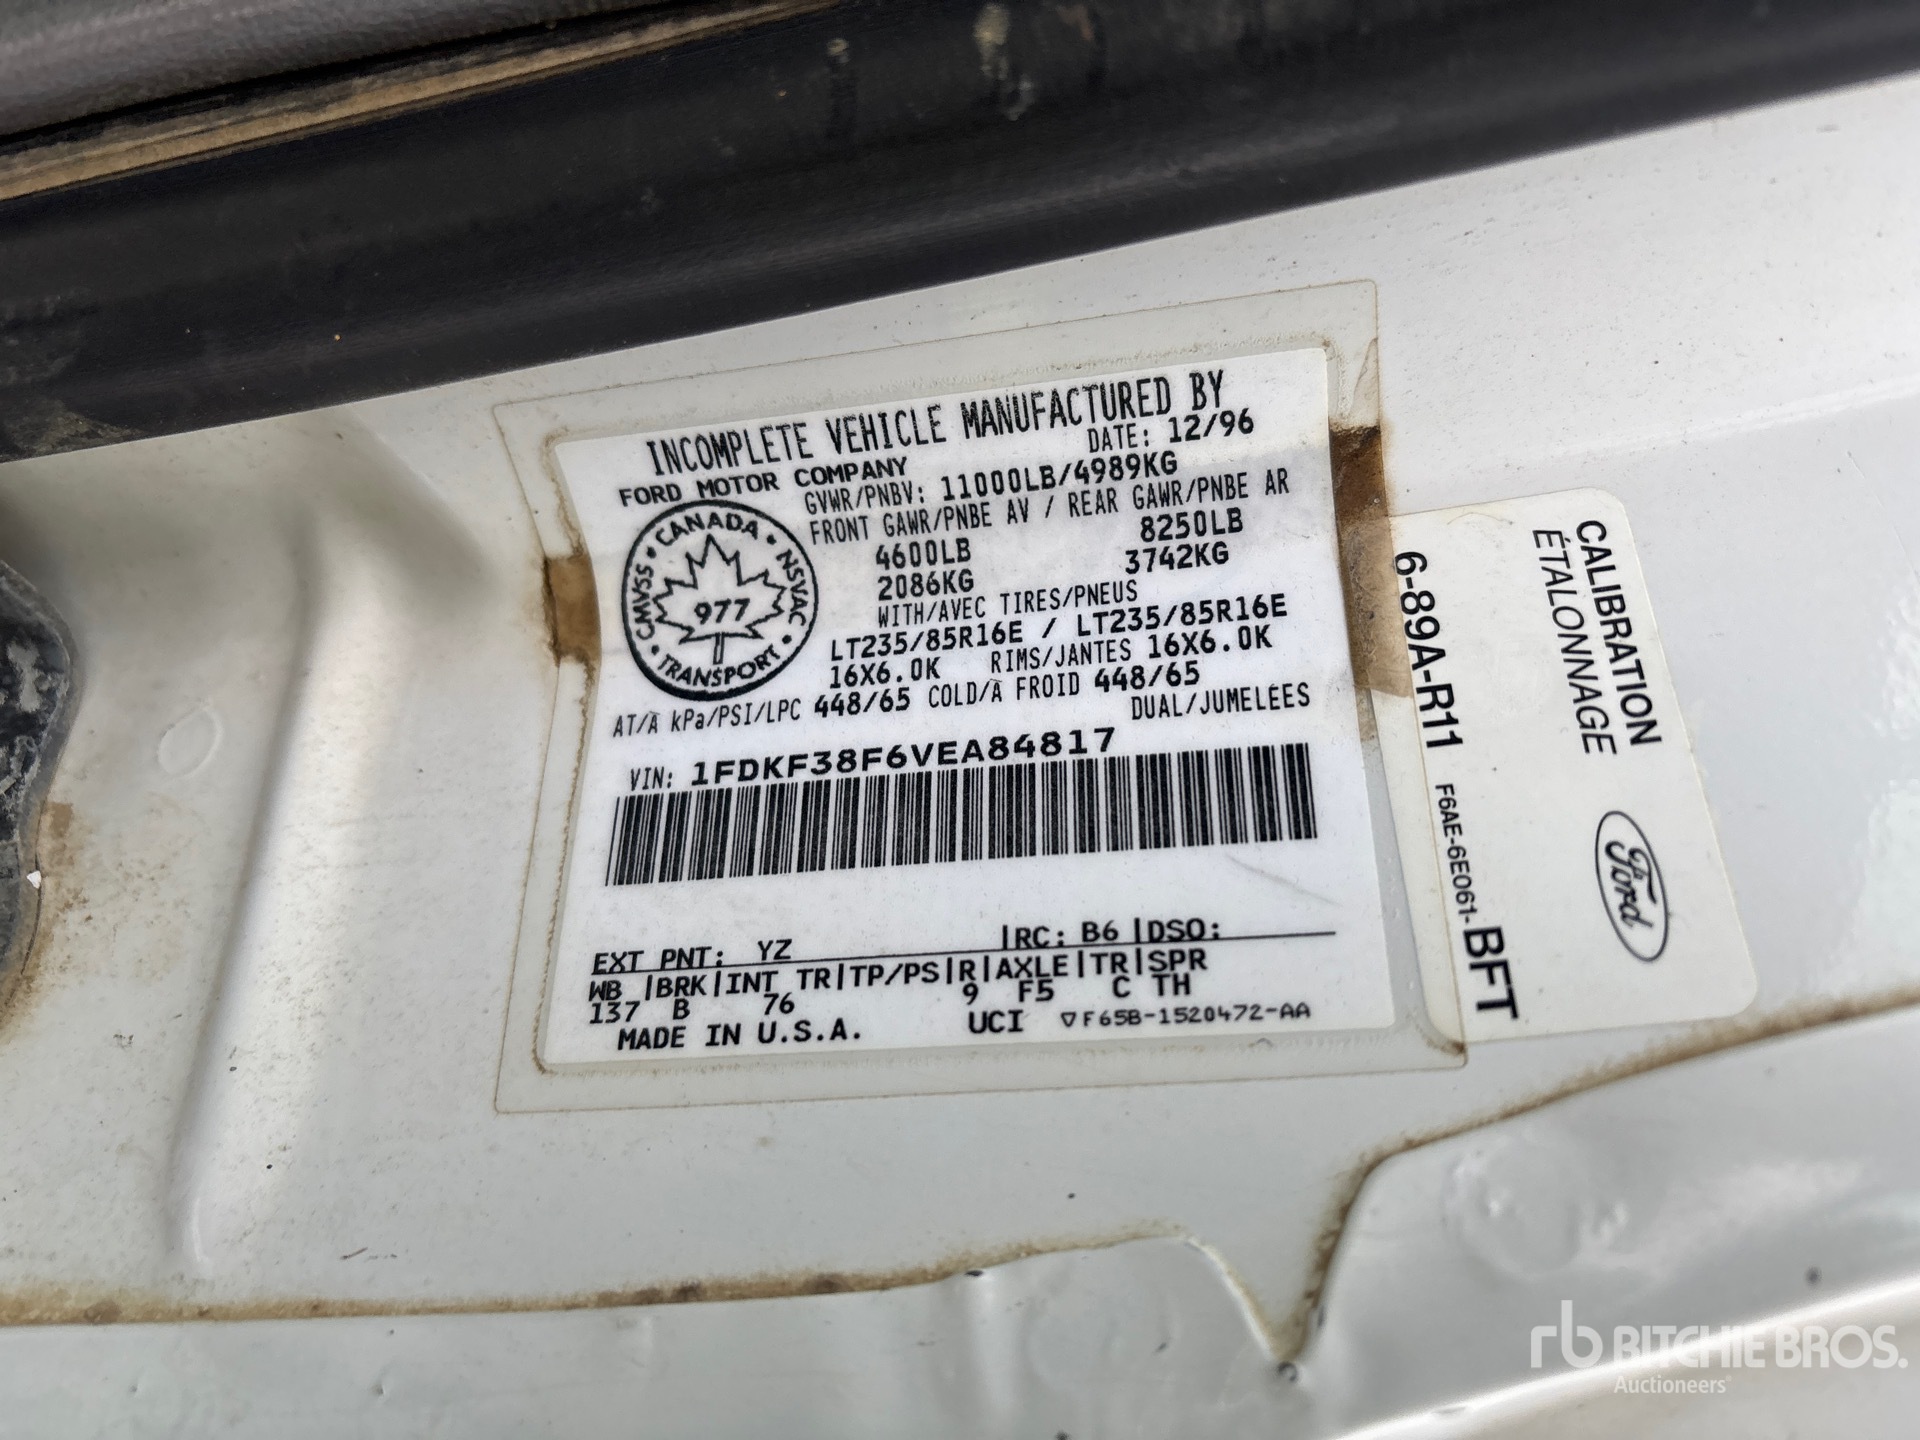 INCOMPLETE VEHICLE MANUFACTURED BY
FORD MOTOR COMPANY
DATE: 12/96
GVWR/PNBV: 11000LB/4989KG
FRONT GAWR/PNBE AV / REAR GAWR/PNBE AR
4600LB 8250LB
2086KG 3742KG
WITH/AVEC TIRES/PNEUS
LT235/85R16E / LT235/85R16E
16X6.0K RIMS/JANTES 16X6.0K
AT/À kPa/PSI/LPC 448/65 COLD/À FROID 448/65
DUAL/JUMELÉES
CANADA • NSVAC • TRANSPORT • CMVSS •
977
VIN: 1FDKF38F6VEA84817
EXT PNT: YZ |RC: B6 |DSO:
WB |BRK|INT TR|TP/PS|R|AXLE|TR|SPR
137 B 76 9 F5 C TH
MADE IN U.S.A. UCI ▽F65B-1520472-AA
CALIBRATION
ÉTALONNAGE
Ford
6-89A-R11 F6AE-6E061-BFT
rb RITCHIE BROS.
Auctioneers